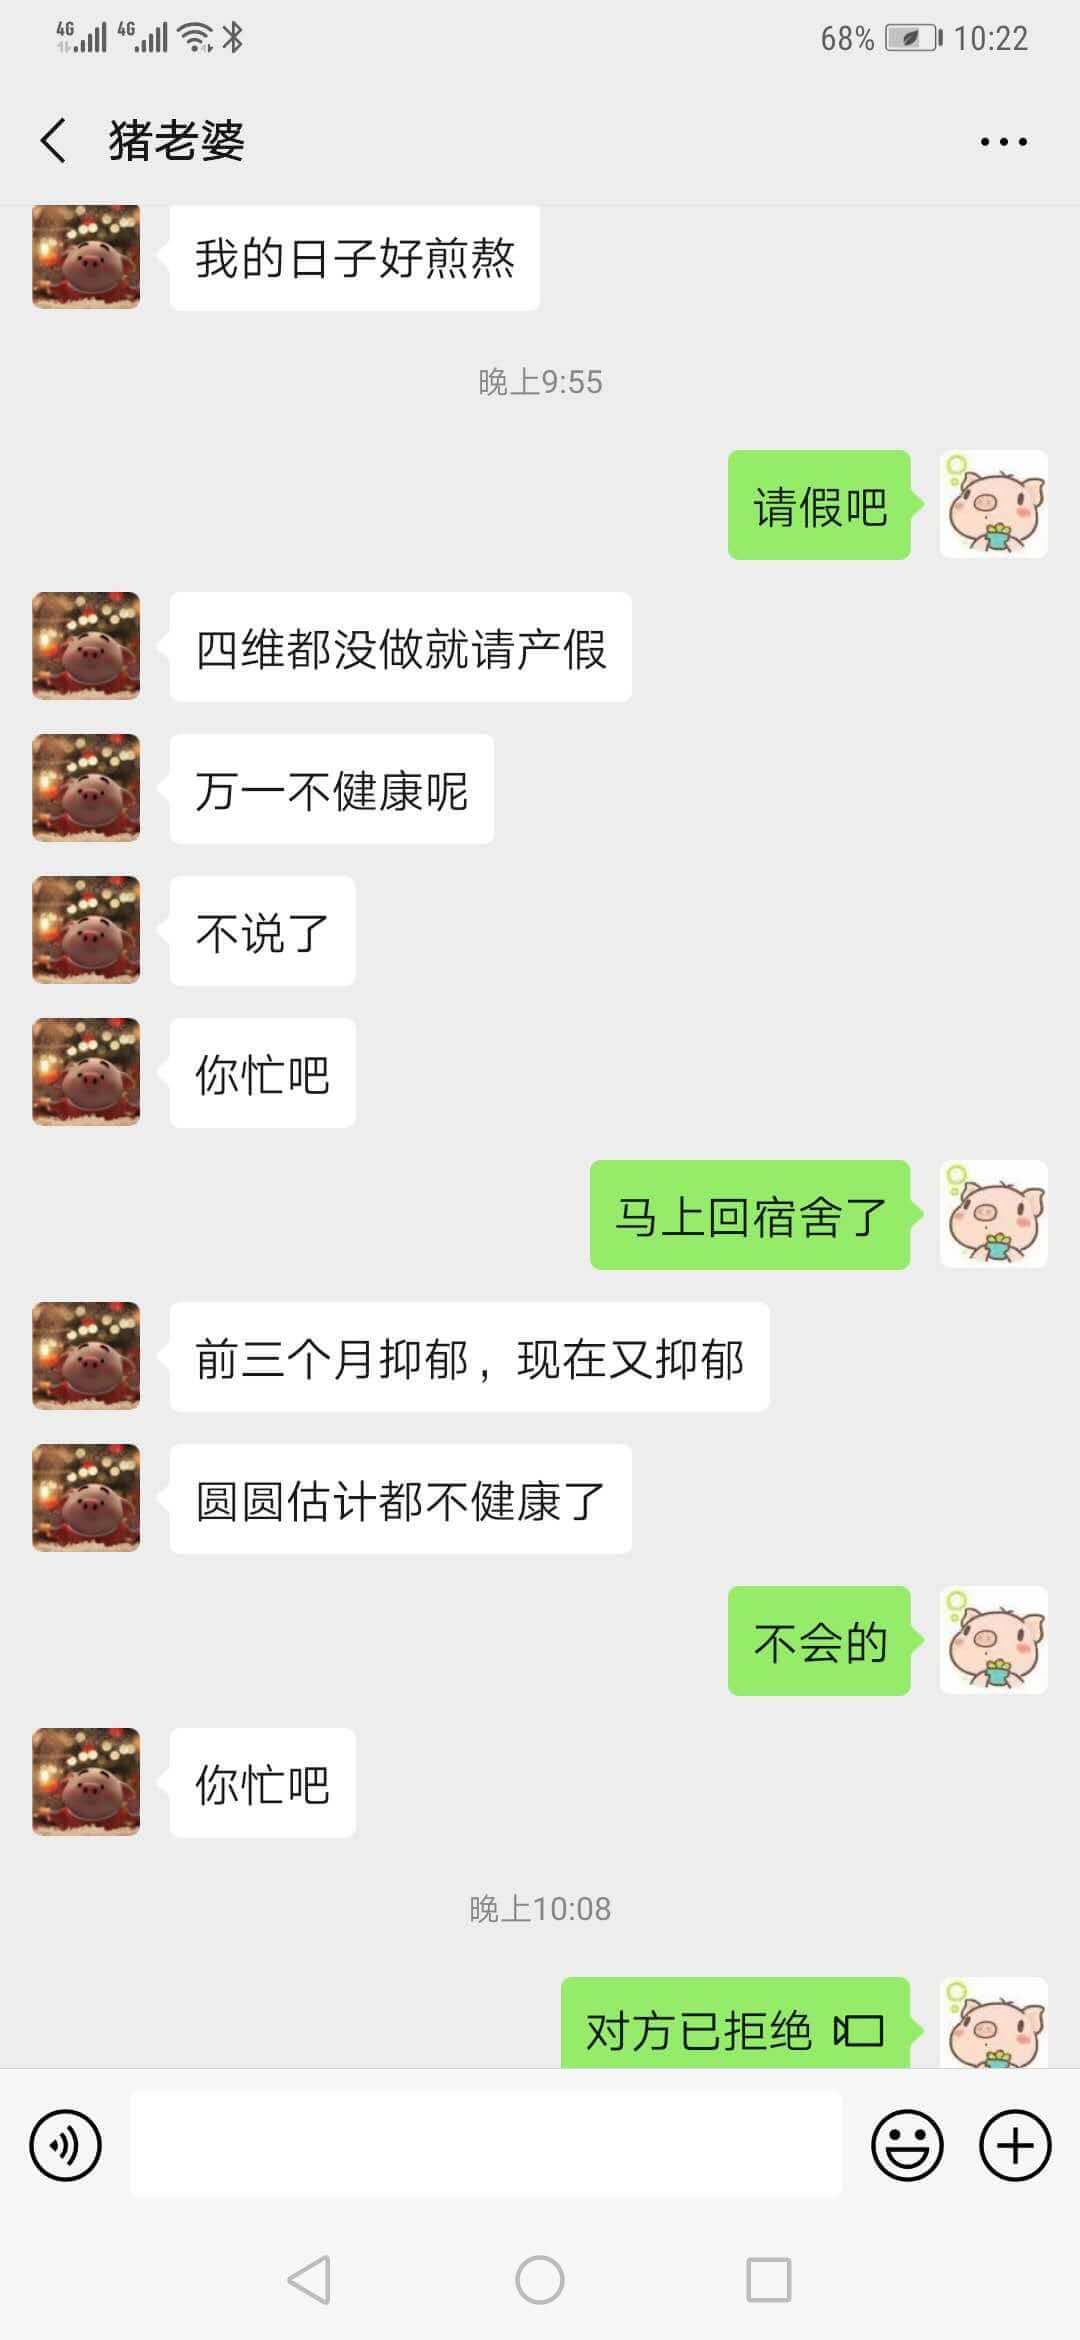 4G 4G 68% 10:22
猪老婆
我的日子好煎熬
晚上9:55
请假吧
四维都没做就请产假
万一不健康呢
不说了
你忙吧
马上回宿舍了
前三个月抑郁，现在又抑郁
圆圆估计都不健康了
不会的
你忙吧
晚上10:08
对方已拒绝